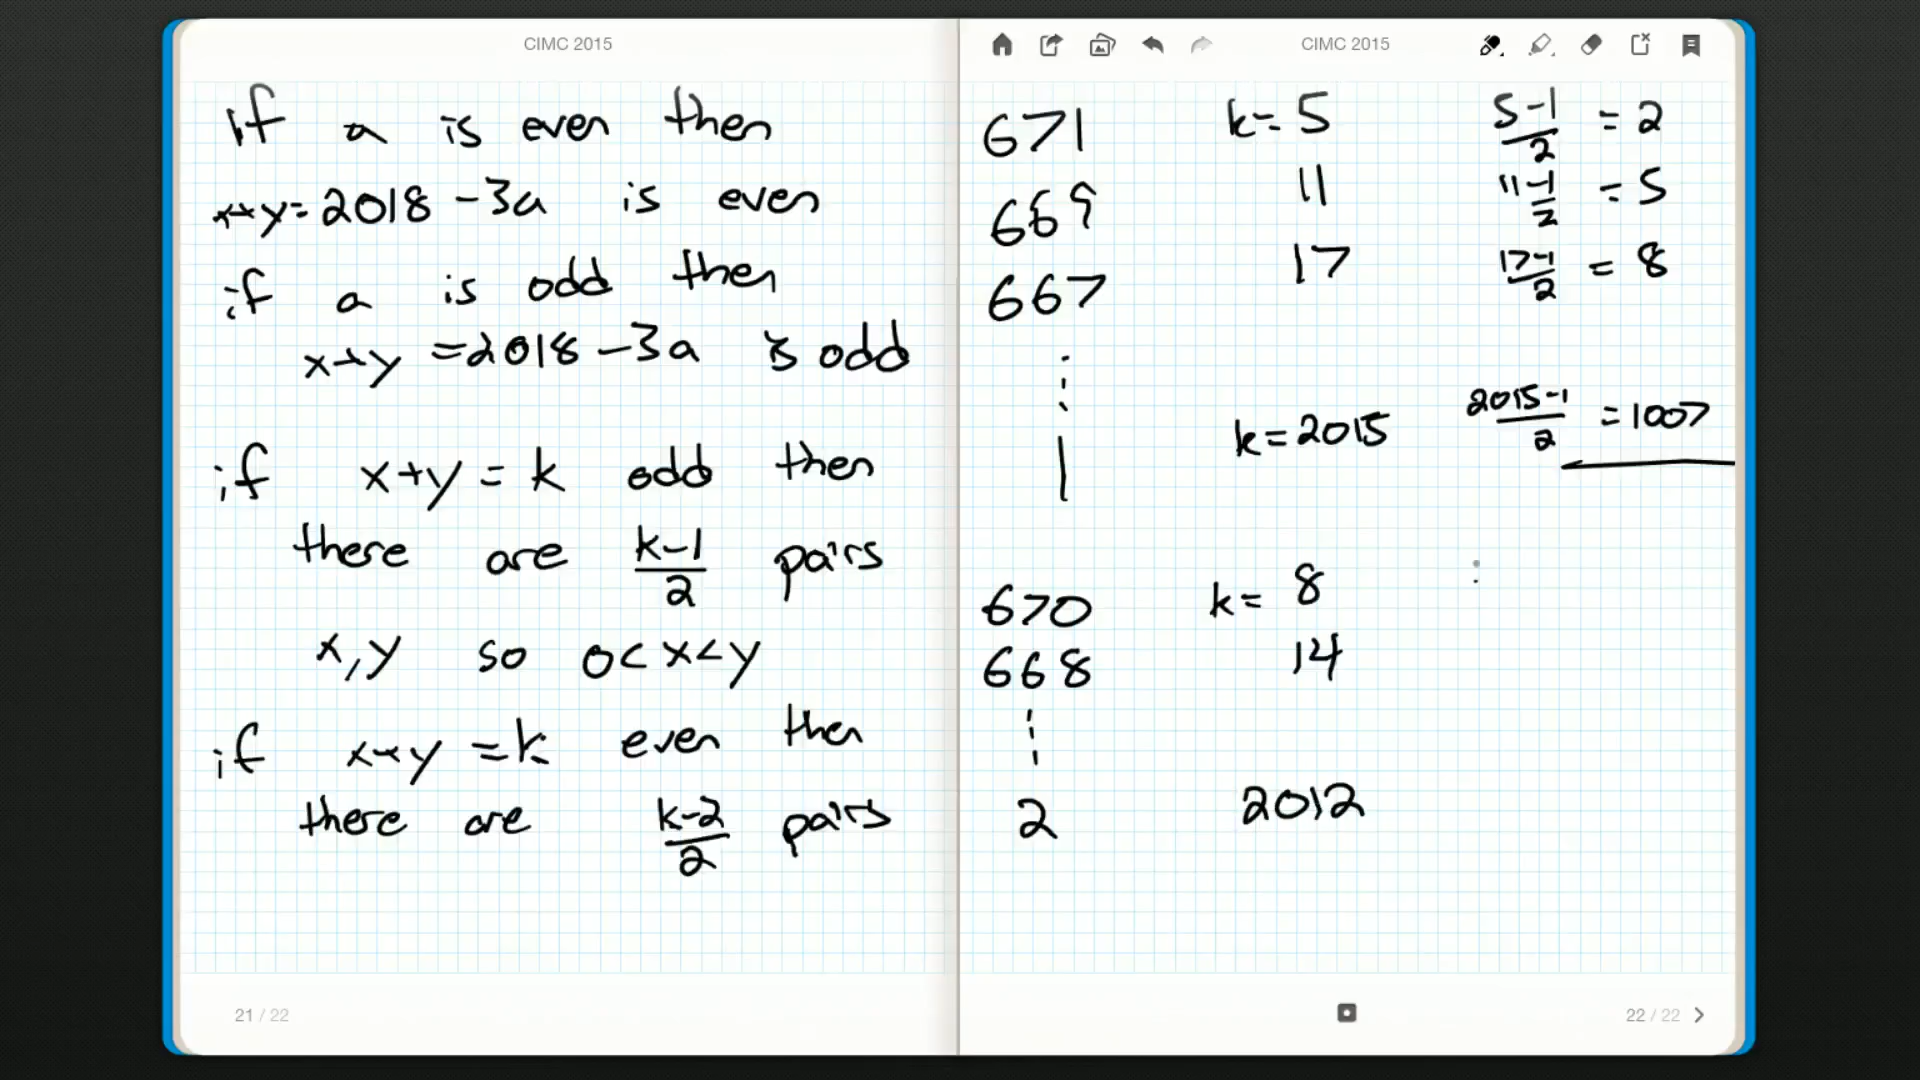 CIMC 2015
if a is even then
x+y=2018-3a is even
if a is odd then
x+y=2018-3a is odd
if x+y=k odd then
there are (k-1)/2 pairs
x,y so 0<x<y
if x+y=k even then
there are (k-2)/2 pairs
21 / 22
CIMC 2015
671 k=5 (5-1)/2 =2
669 11 (11-1)/2 =5
667 17 (17-1)/2 =8
⋮
1 k=2015 (2015-1)/2 =1007
670 k=8 :
668 14
⋮
2 2012
22 / 22